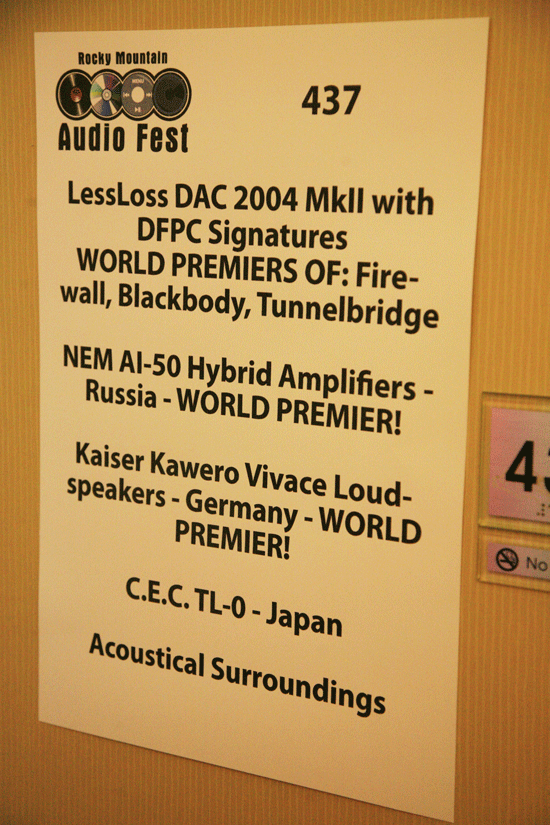 Rocky Mountain
Audio Fest
437
LessLoss DAC 2004 MkII with
DFPC Signatures
WORLD PREMIERS OF: Fire-
wall, Blackbody, Tunnelbridge
NEM AI-50 Hybrid Amplifiers -
Russia - WORLD PREMIER!
Kaiser Kawero Vivace Loud-
speakers - Germany - WORLD
PREMIER!
C.E.C. TL-0 - Japan
Acoustical Surroundings
43
No